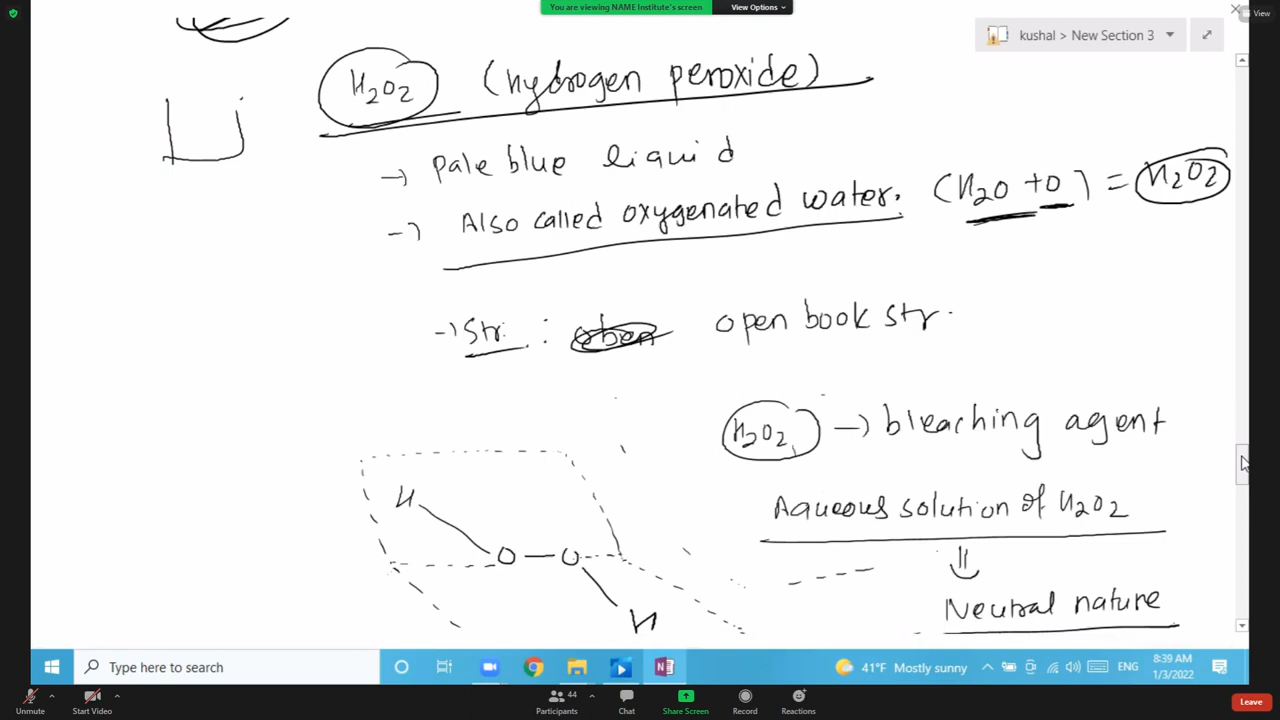 You are viewing NAME Institute's screen
View Options
View
kushal > New Section 3
H2O2 (hydrogen peroxide)
→ Pale blue liquid
→ Also called oxygenated water. (H2O + O) = H2O2
→ Str. : open book str.
H2O2 → bleaching agent
Aqueous solution of H2O2
⇓
Neutral nature
H
O — O
H
Type here to search
41°F Mostly sunny
ENG
8:39 AM
1/3/2022
Unmute
Start Video
44
Participants
Chat
Share Screen
Record
Reactions
Leave